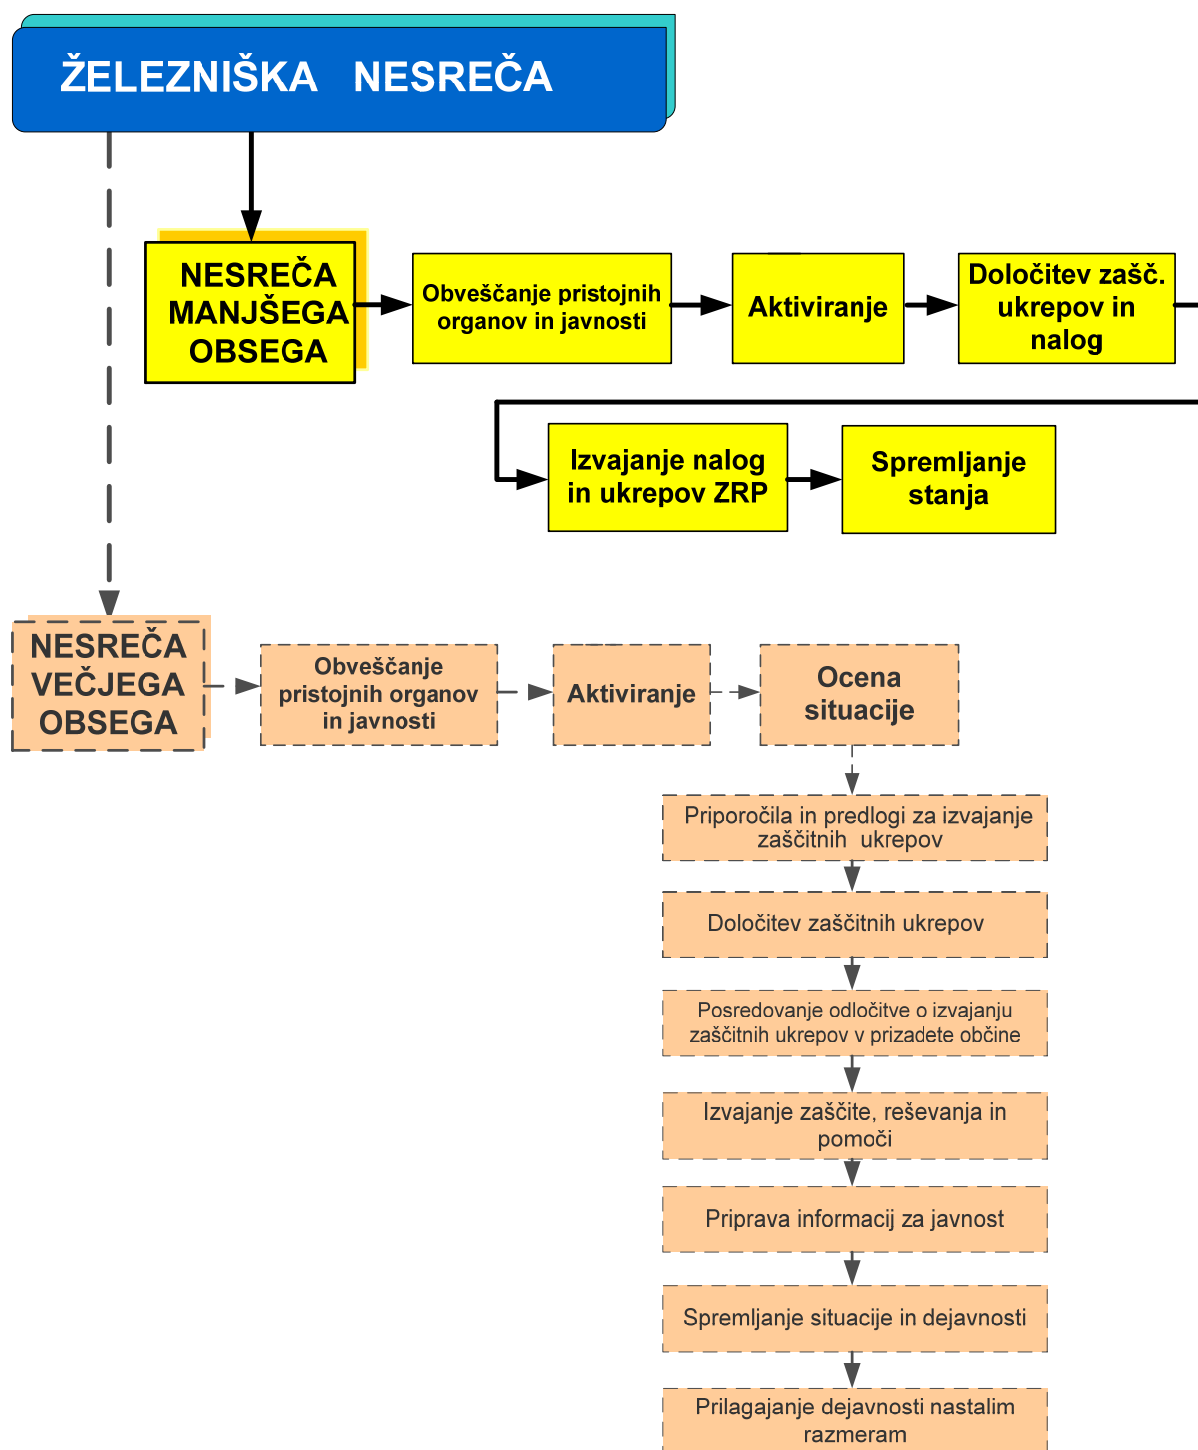 ŽELEZNIŠKA NESREČA
NESREČA
MANJŠEGA
OBSEGA
Obveščanje pristojnih
organov in javnosti
Aktiviranje
Določitev zašč.
ukrepov in
nalog
Izvajanje nalog
in ukrepov ZRP
Spremljanje
stanja
NESREČA
VEČJEGA
OBSEGA
Obveščanje
pristojnih organov
in javnosti
Aktiviranje
Ocena
situacije
Priporočila in predlogi za izvajanje
zaščitnih ukrepov
Določitev zaščitnih ukrepov
Posredovanje odločitve o izvajanju
zaščitnih ukrepov v prizadete občine
Izvajanje zaščite, reševanja in
pomoči
Priprava informacij za javnost
Spremljanje situacije in dejavnosti
Prilagajanje dejavnosti nastalim
razmeram